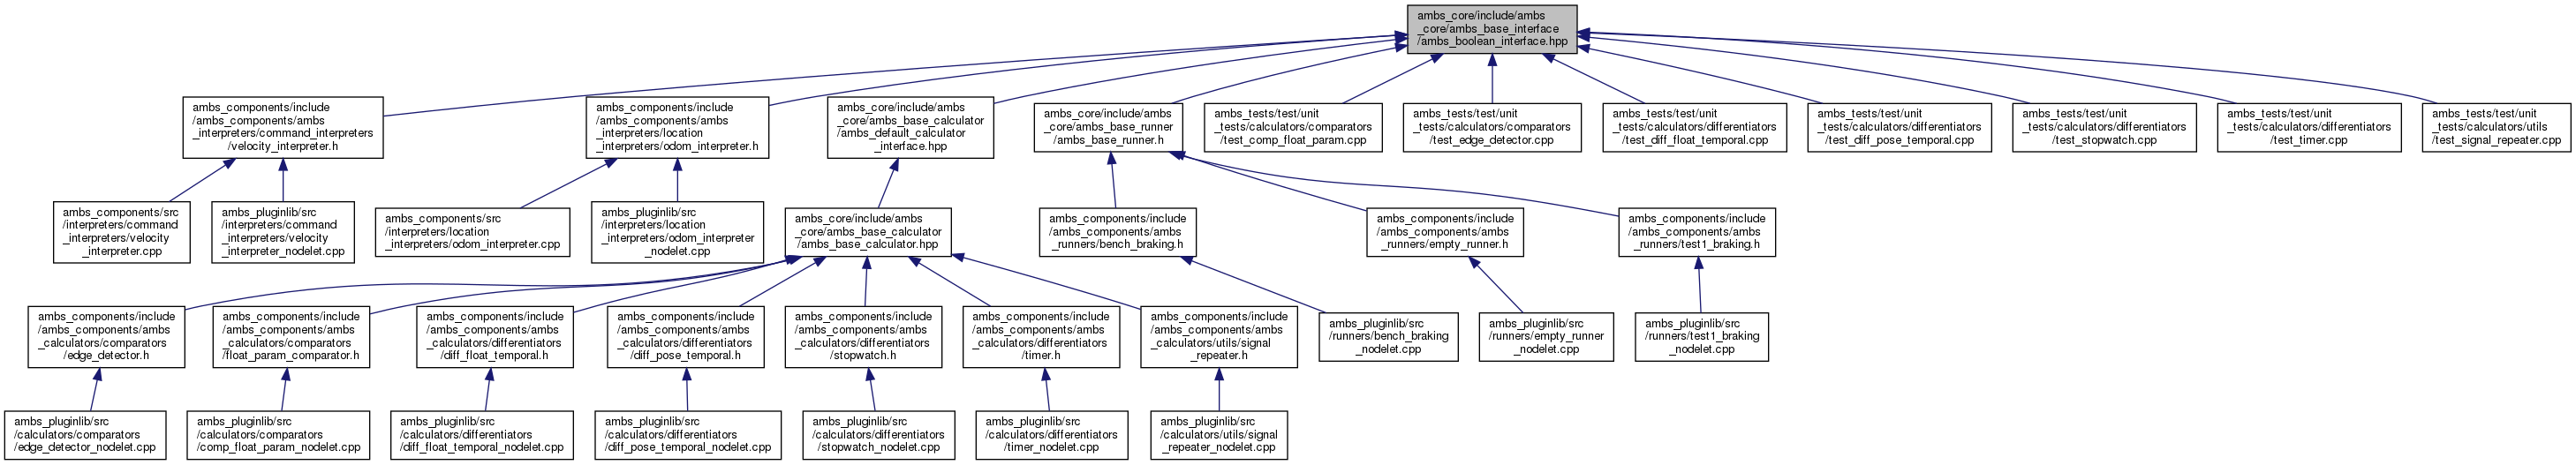 ambs_core/include/ambs
_core/ambs_base_interface
/ambs_boolean_interface.hpp
ambs_components/include
/ambs_components/ambs
_interpreters/command_interpreters
/velocity_interpreter.h
ambs_components/include
/ambs_components/ambs
_interpreters/location
_interpreters/odom_interpreter.h
ambs_core/include/ambs
_core/ambs_base_calculator
/ambs_default_calculator
_interface.hpp
ambs_core/include/ambs
_core/ambs_base_runner
/ambs_base_runner.h
ambs_tests/test/unit
_tests/calculators/comparators
/test_comp_float_param.cpp
ambs_tests/test/unit
_tests/calculators/comparators
/test_edge_detector.cpp
ambs_tests/test/unit
_tests/calculators/differentiators
/test_diff_float_temporal.cpp
ambs_tests/test/unit
_tests/calculators/differentiators
/test_diff_pose_temporal.cpp
ambs_tests/test/unit
_tests/calculators/differentiators
/test_stopwatch.cpp
ambs_tests/test/unit
_tests/calculators/differentiators
/test_timer.cpp
ambs_tests/test/unit
_tests/calculators/utils
/test_signal_repeater.cpp
ambs_components/src
/interpreters/command
_interpreters/velocity
_interpreter.cpp
ambs_pluginlib/src
/interpreters/command
_interpreters/velocity
_interpreter_nodelet.cpp
ambs_components/src
/interpreters/location
_interpreters/odom_interpreter.cpp
ambs_pluginlib/src
/interpreters/location
_interpreters/odom_interpreter
_nodelet.cpp
ambs_core/include/ambs
_core/ambs_base_calculator
/ambs_base_calculator.hpp
ambs_components/include
/ambs_components/ambs
_runners/bench_braking.h
ambs_components/include
/ambs_components/ambs
_runners/empty_runner.h
ambs_components/include
/ambs_components/ambs
_runners/test1_braking.h
ambs_components/include
/ambs_components/ambs
_calculators/comparators
/edge_detector.h
ambs_components/include
/ambs_components/ambs
_calculators/comparators
/float_param_comparator.h
ambs_components/include
/ambs_components/ambs
_calculators/differentiators
/diff_float_temporal.h
ambs_components/include
/ambs_components/ambs
_calculators/differentiators
/diff_pose_temporal.h
ambs_components/include
/ambs_components/ambs
_calculators/differentiators
/stopwatch.h
ambs_components/include
/ambs_components/ambs
_calculators/differentiators
/timer.h
ambs_components/include
/ambs_components/ambs
_calculators/utils/signal
_repeater.h
ambs_pluginlib/src
/runners/bench_braking
_nodelet.cpp
ambs_pluginlib/src
/runners/empty_runner
_nodelet.cpp
ambs_pluginlib/src
/runners/test1_braking
_nodelet.cpp
ambs_pluginlib/src
/calculators/comparators
/edge_detector_nodelet.cpp
ambs_pluginlib/src
/calculators/comparators
/comp_float_param_nodelet.cpp
ambs_pluginlib/src
/calculators/differentiators
/diff_float_temporal_nodelet.cpp
ambs_pluginlib/src
/calculators/differentiators
/diff_pose_temporal_nodelet.cpp
ambs_pluginlib/src
/calculators/differentiators
/stopwatch_nodelet.cpp
ambs_pluginlib/src
/calculators/differentiators
/timer_nodelet.cpp
ambs_pluginlib/src
/calculators/utils/signal
_repeater_nodelet.cpp